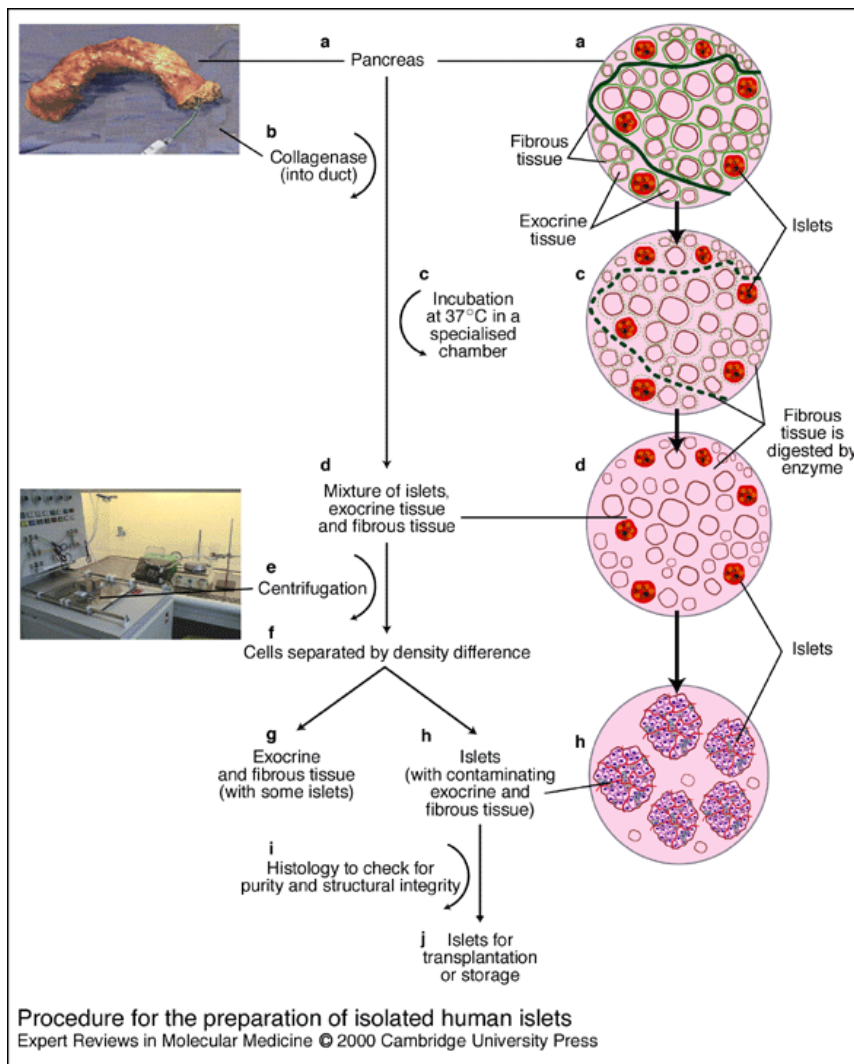 a
Pancreas
a
b
Collagenase
(into duct)
Fibrous
tissue
Exocrine
tissue
Islets
c
Incubation
at 37°C in a
specialised
chamber
c
Fibrous
tissue is
digested by
enzyme
d
Mixture of islets,
exocrine tissue
and fibrous tissue
d
e
Centrifugation
f
Cells separated by density difference
Islets
g
Exocrine
and fibrous tissue
(with some islets)
h
Islets
(with contaminating
exocrine and
fibrous tissue)
h
i
Histology to check for
purity and structural integrity
j Islets for
transplantation
or storage
Procedure for the preparation of isolated human islets
Expert Reviews in Molecular Medicine © 2000 Cambridge University Press